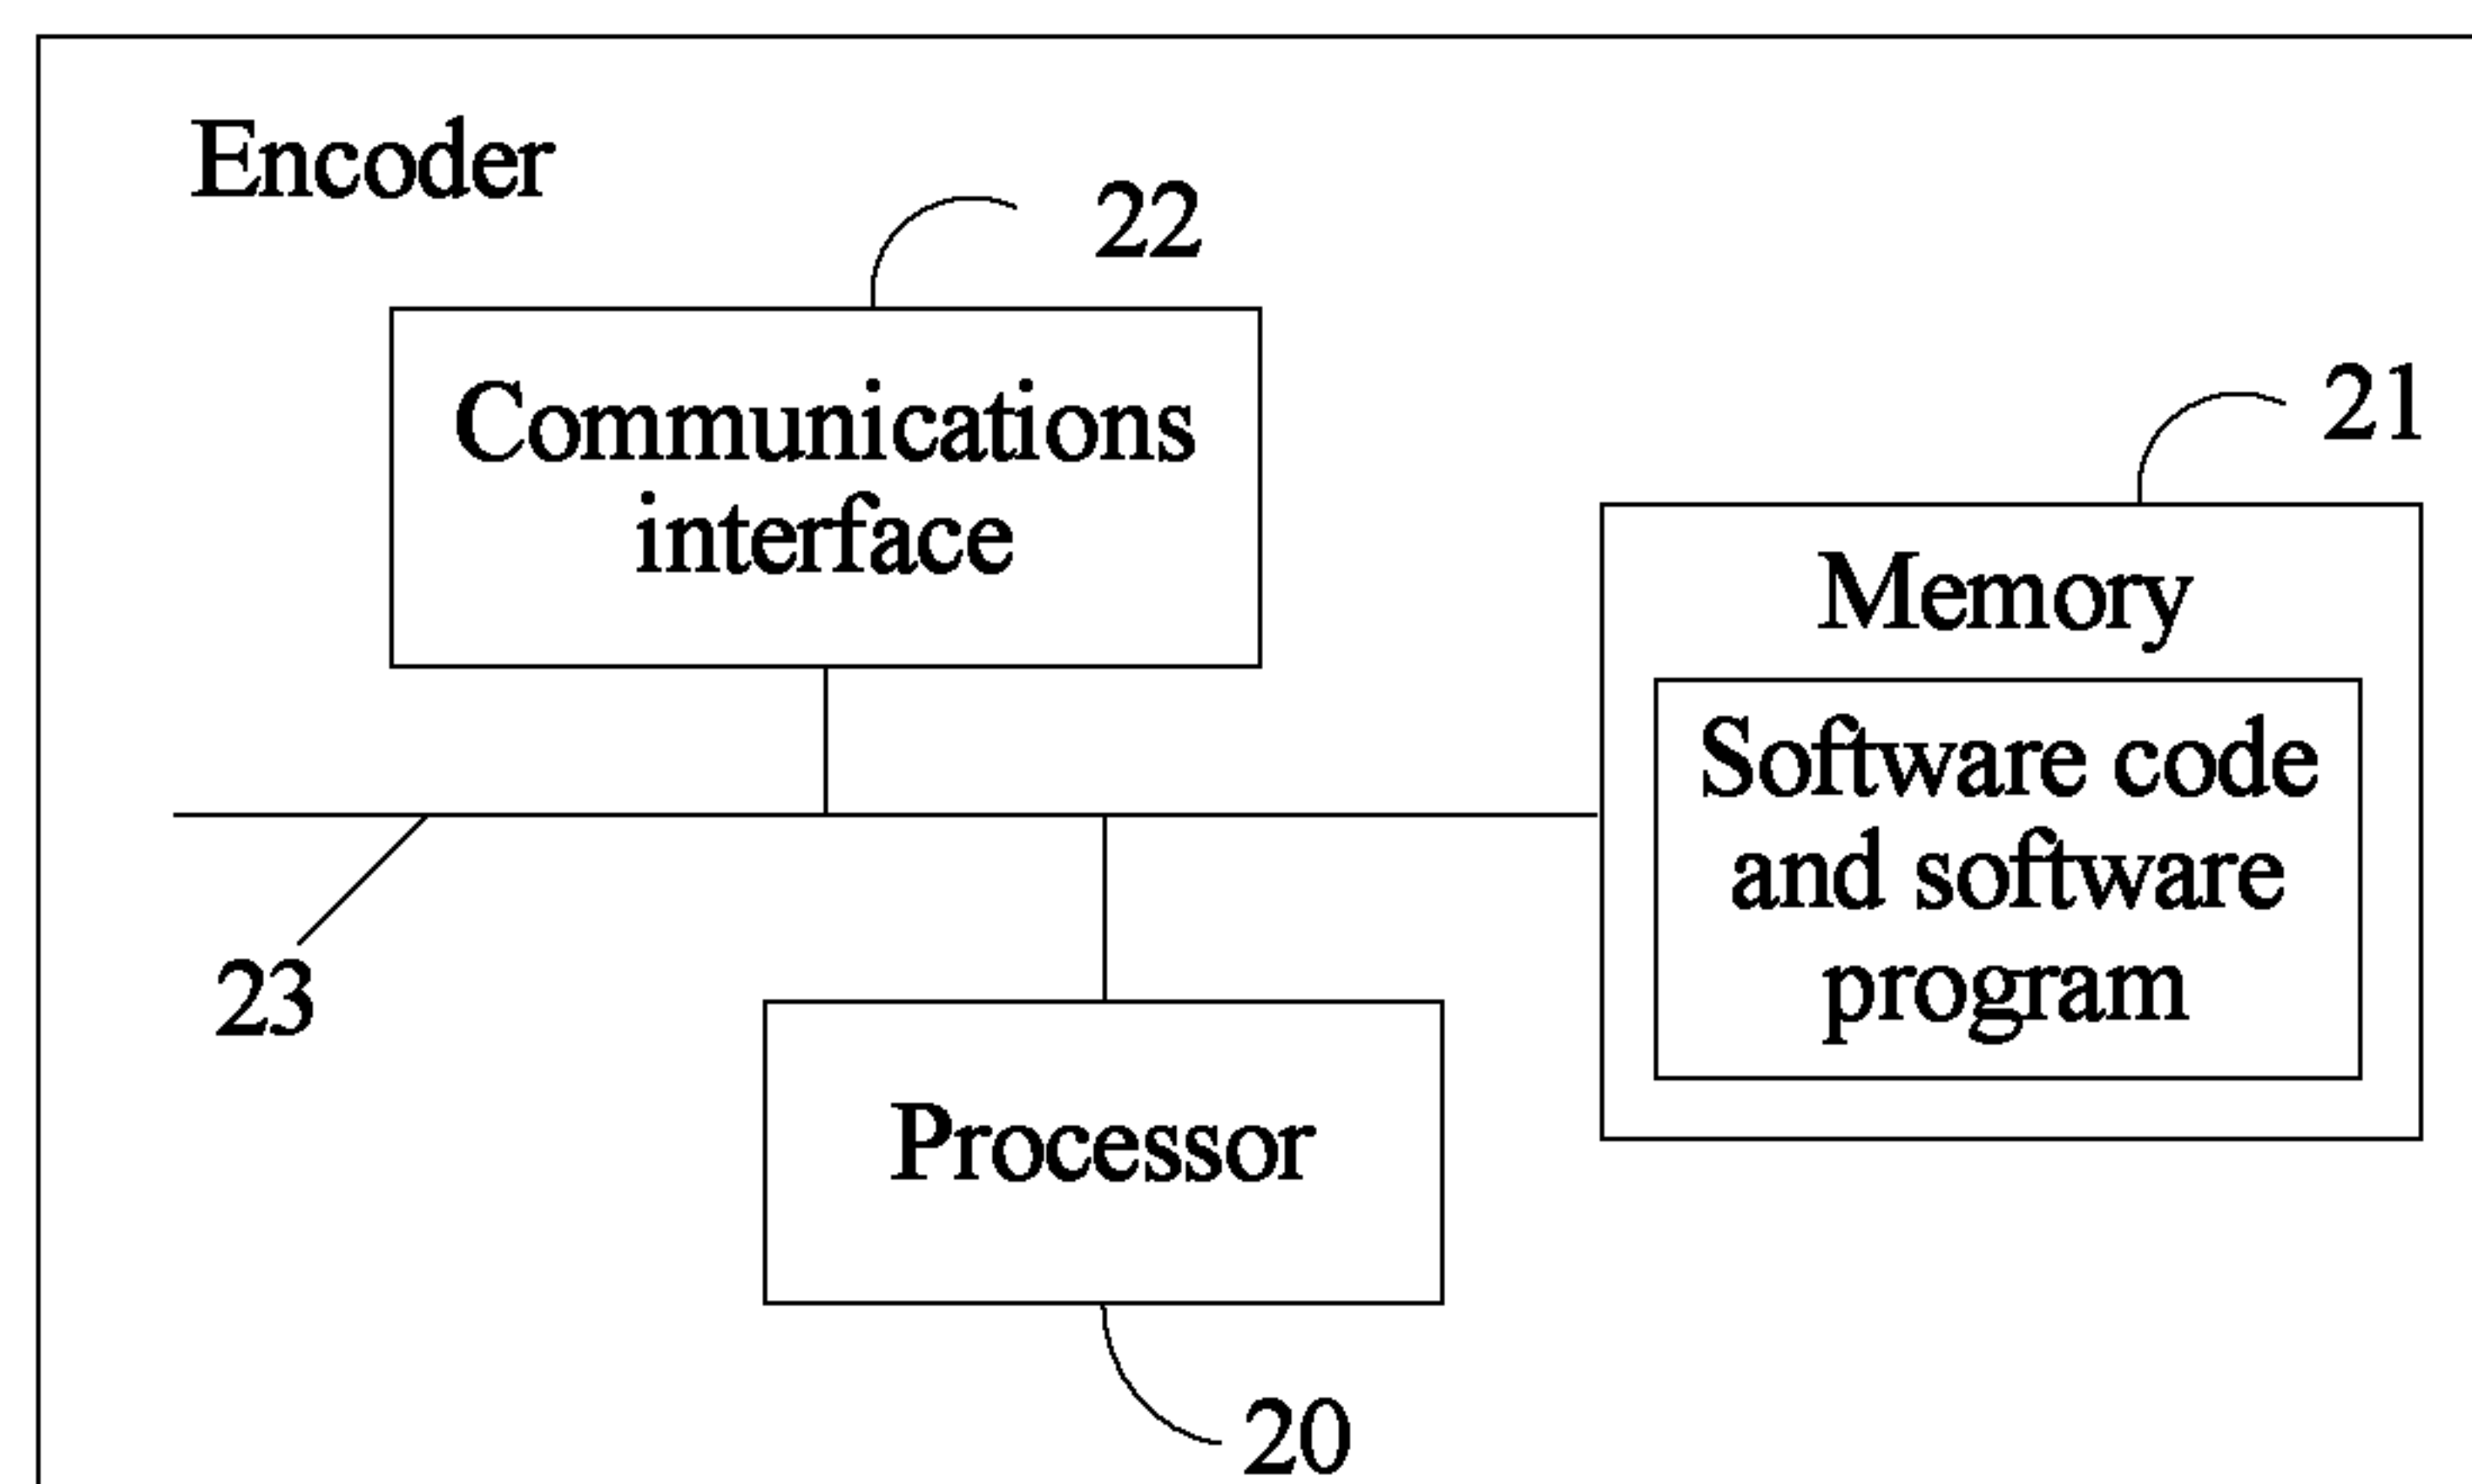 Encoder
22
Communications
interface
21
Memory
Software code
and software
program
23
Processor
20